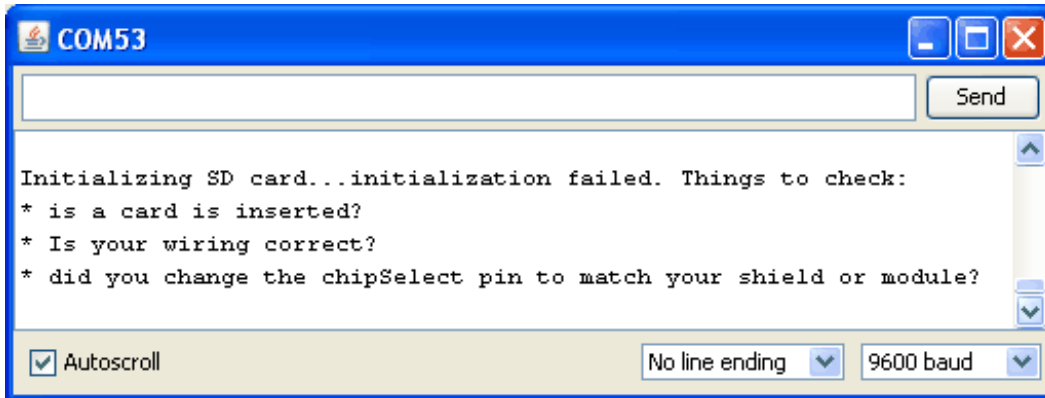 COM53
Send
Initializing SD card...initialization failed. Things to check:
* is a card is inserted?
* Is your wiring correct?
* did you change the chipSelect pin to match your shield or module?
Autoscroll
No line ending
9600 baud